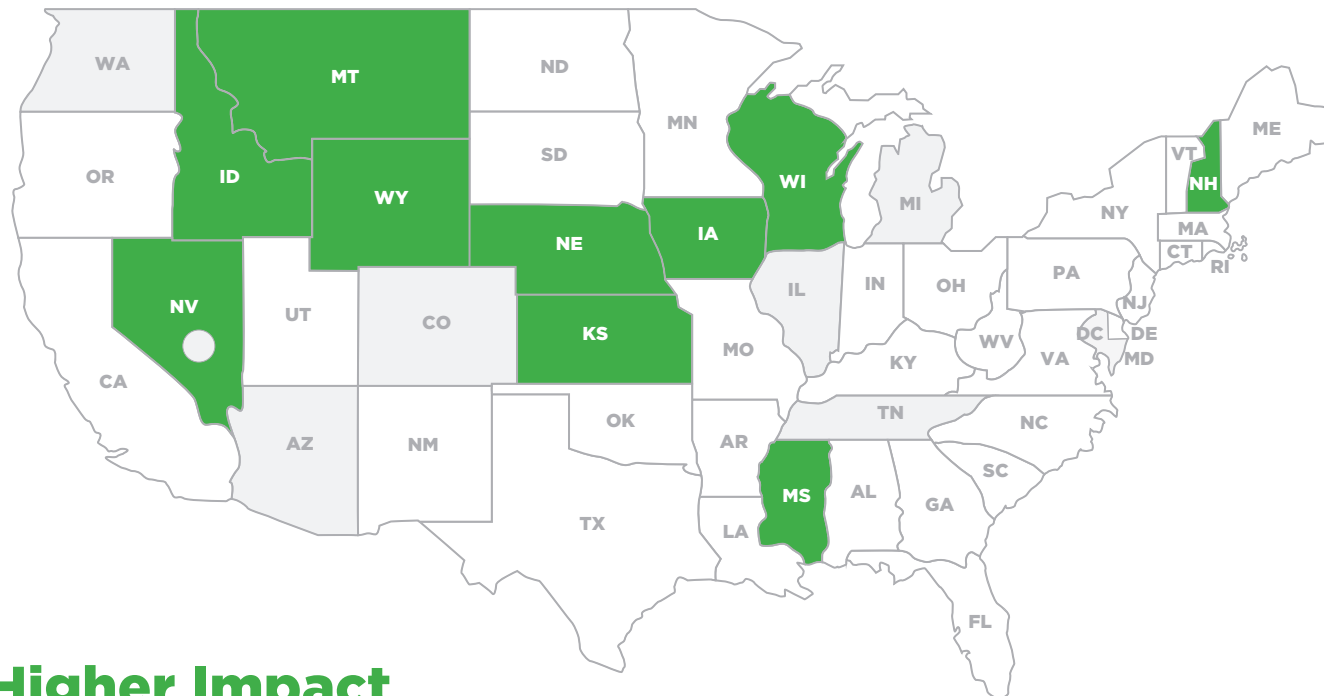 WA
MT
ND
MN
ME
OR
ID
SD
WI
VT
NH
WY
MI
NY
MA
NE
IA
CT
RI
NV
UT
CO
IL
IN
OH
PA
NJ
KS
MO
WV
DC
DE
VA
MD
CA
KY
AZ
NM
OK
AR
TN
NC
SC
MS
AL
GA
TX
LA
FL
Higher Impact